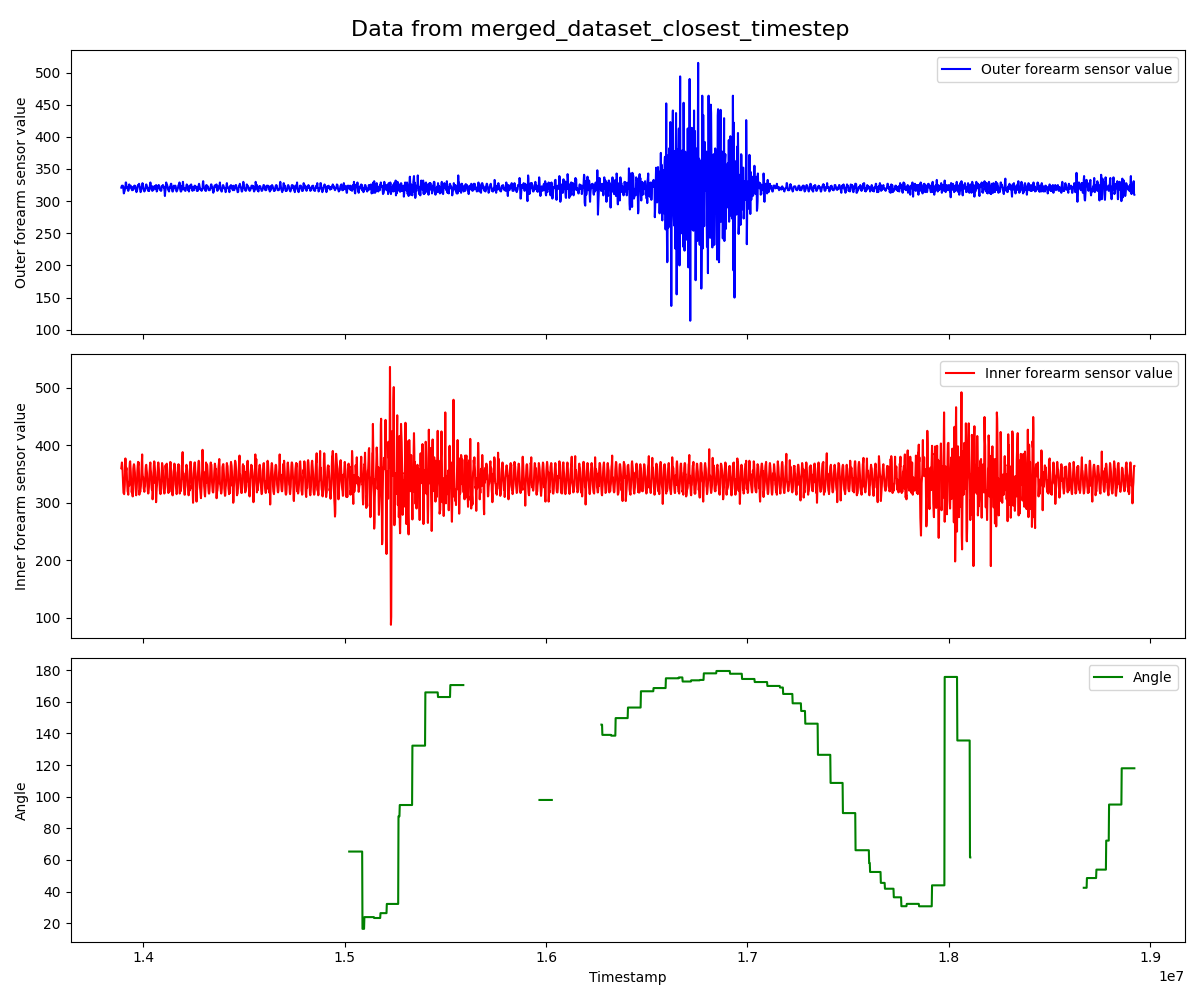 Data from merged_dataset_closest_timestep
Outer forearm sensor value
500
450
400
350
300
250
200
150
100
Outer forearm sensor value
Inner forearm sensor value
500
400
300
200
100
Inner forearm sensor value
Angle
180
160
140
120
100
80
60
40
20
Angle
1.4 1.5 1.6 1.7 1.8 1.9
1e7
Timestamp